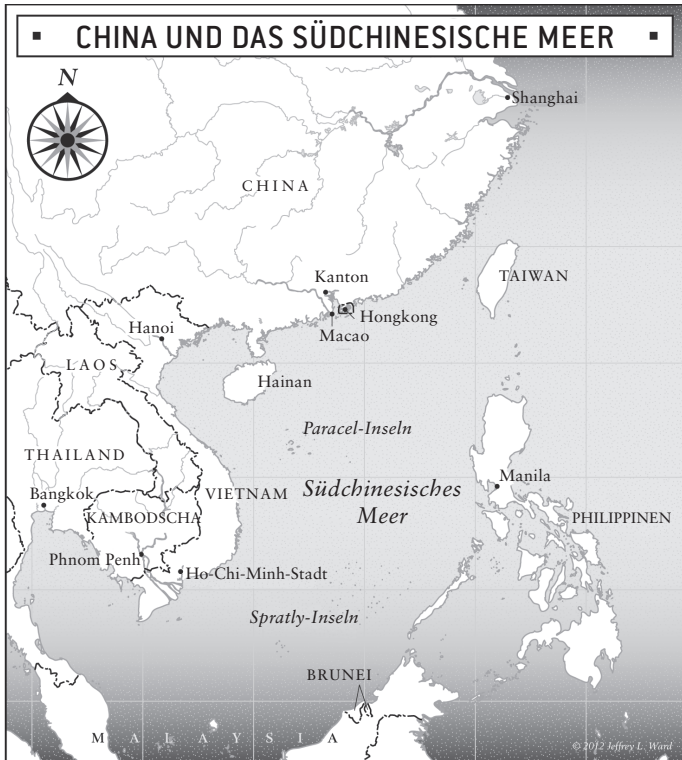 CHINA UND DAS SÜDCHINESISCHE MEER
N
Shanghai
CHINA
Kanton
TAIWAN
Hongkong
Macao
Hanoi
LAOS
Hainan
Paracel-Inseln
THAILAND
Manila
Bangkok
VIETNAM
Südchinesisches
Meer
KAMBODSCHA
PHILIPPINEN
Phnom Penh
Ho-Chi-Minh-Stadt
Spratly-Inseln
BRUNEI
MALAYSIA
© 2012 Jeffrey L. Ward